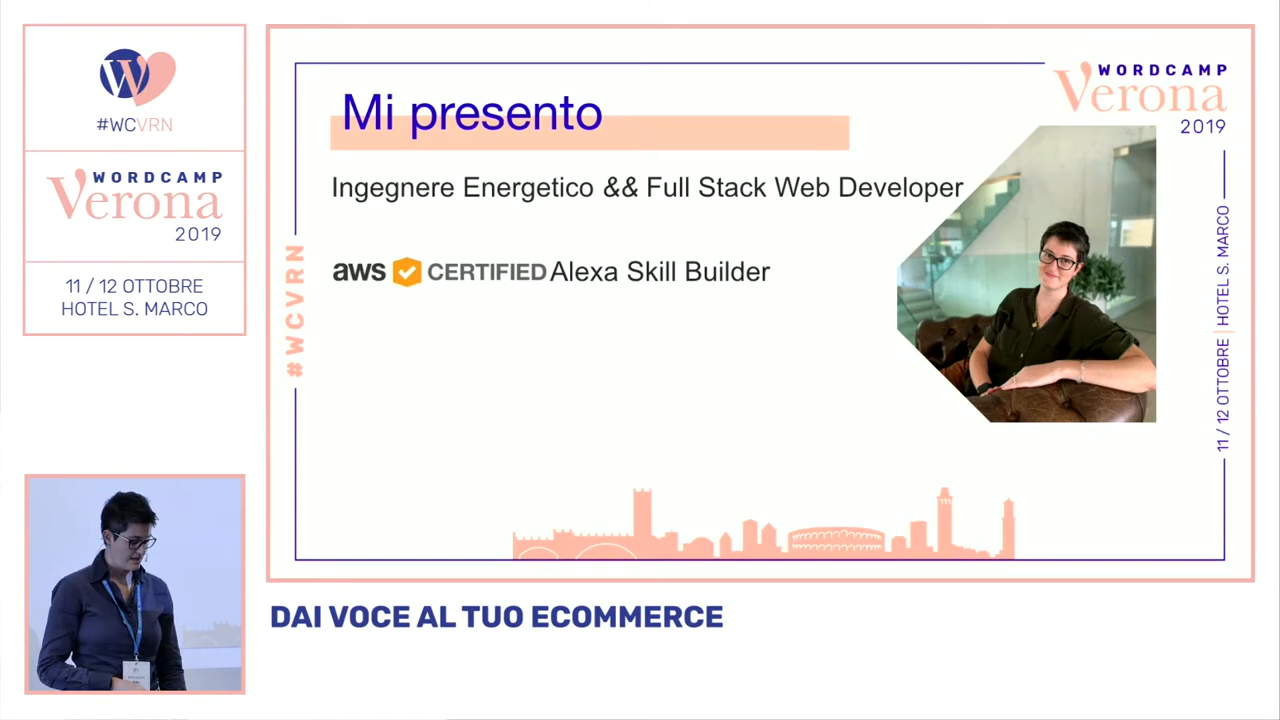 W
#WCVRN
WORDCAMP
Verona
2019
11 / 12 OTTOBRE
HOTEL S. MARCO
Mi presento
Ingegnere Energetico && Full Stack Web Developer
aws CERTIFIED Alexa Skill Builder
#WCVRN
WORDCAMP
Verona
2019
11 / 12 OTTOBRE | HOTEL S. MARCO
DAI VOCE AL TUO ECOMMERCE